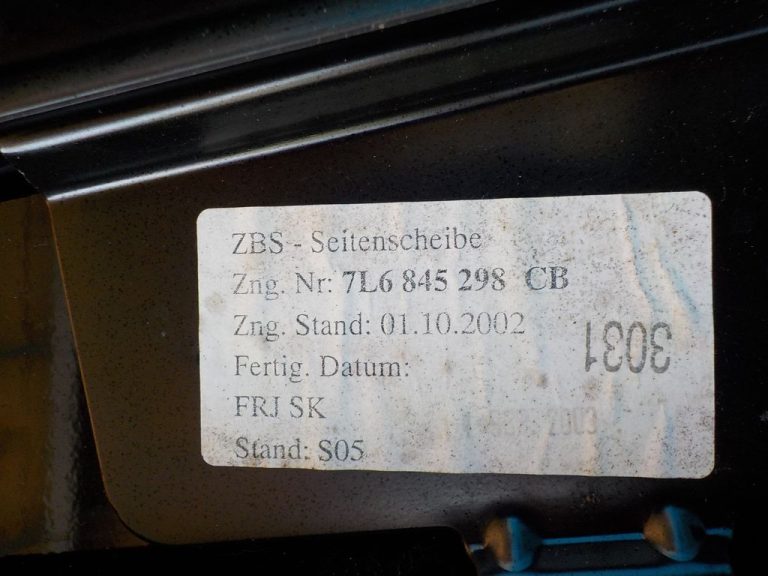 ZBS - Seitenscheibe
Zng. Nr: 7L6 845 298 CB
Zng. Stand: 01.10.2002
3031
Fertig. Datum:
FRJ SK
2003
Stand: S05